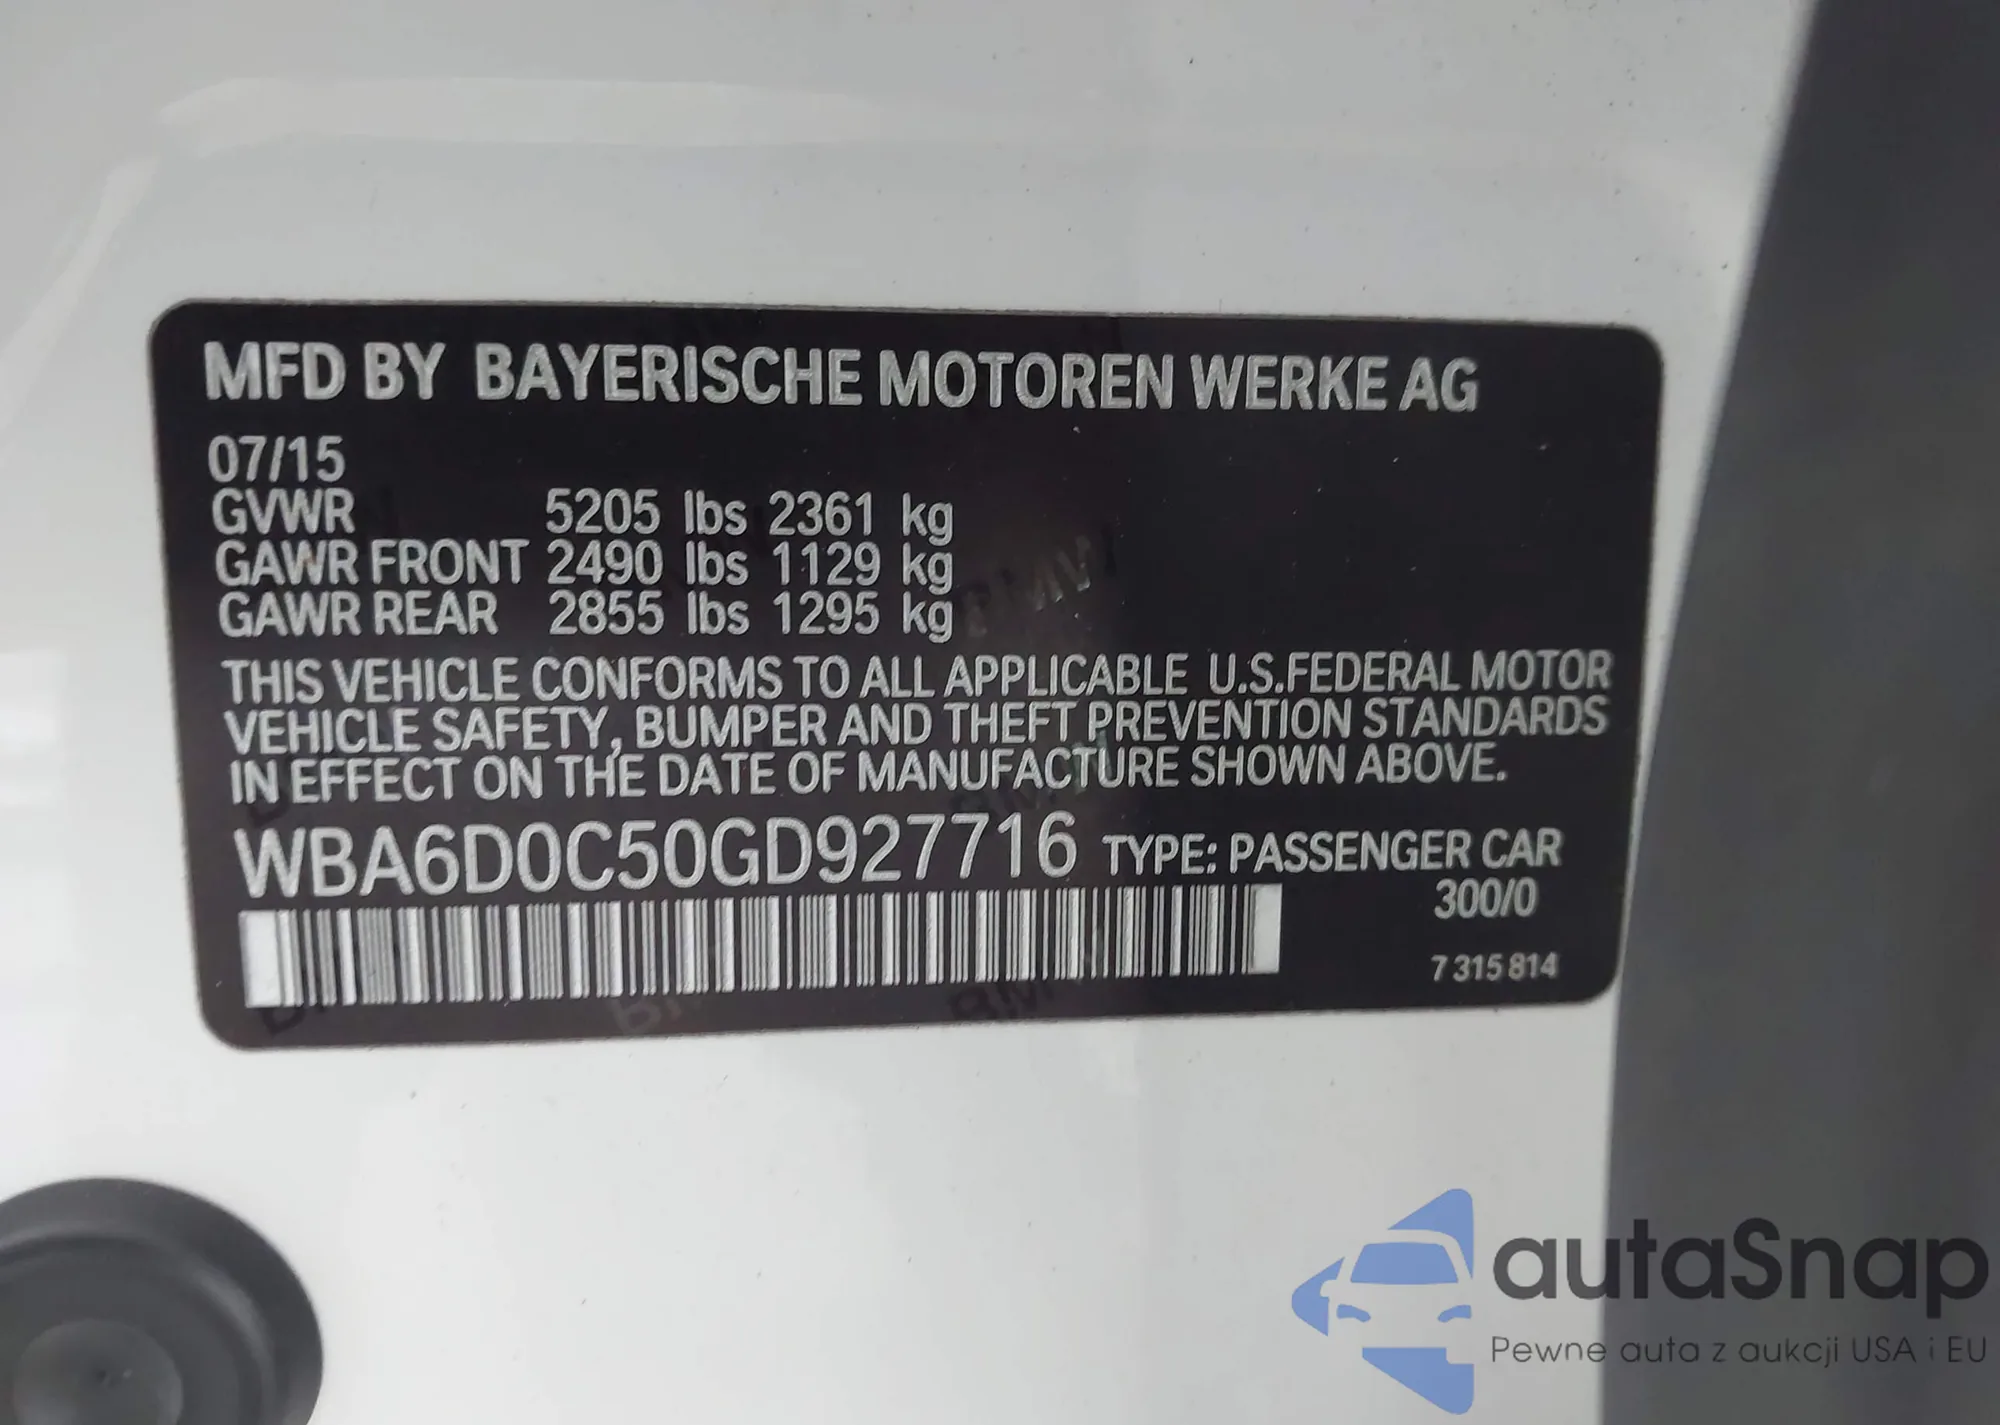 MFD BY BAYERISCHE MOTOREN WERKE AG
07/15
GVWR 5205 lbs 2361 kg
GAWR FRONT 2490 lbs 1129 kg
GAWR REAR 2855 lbs 1295 kg
THIS VEHICLE CONFORMS TO ALL APPLICABLE U.S.FEDERAL MOTOR
VEHICLE SAFETY, BUMPER AND THEFT PREVENTION STANDARDS
IN EFFECT ON THE DATE OF MANUFACTURE SHOWN ABOVE.
WBA6D0C50GD927716 TYPE: PASSENGER CAR
300/0
7 315 814
autaSnap
Pewne auta z aukcji USA i EU